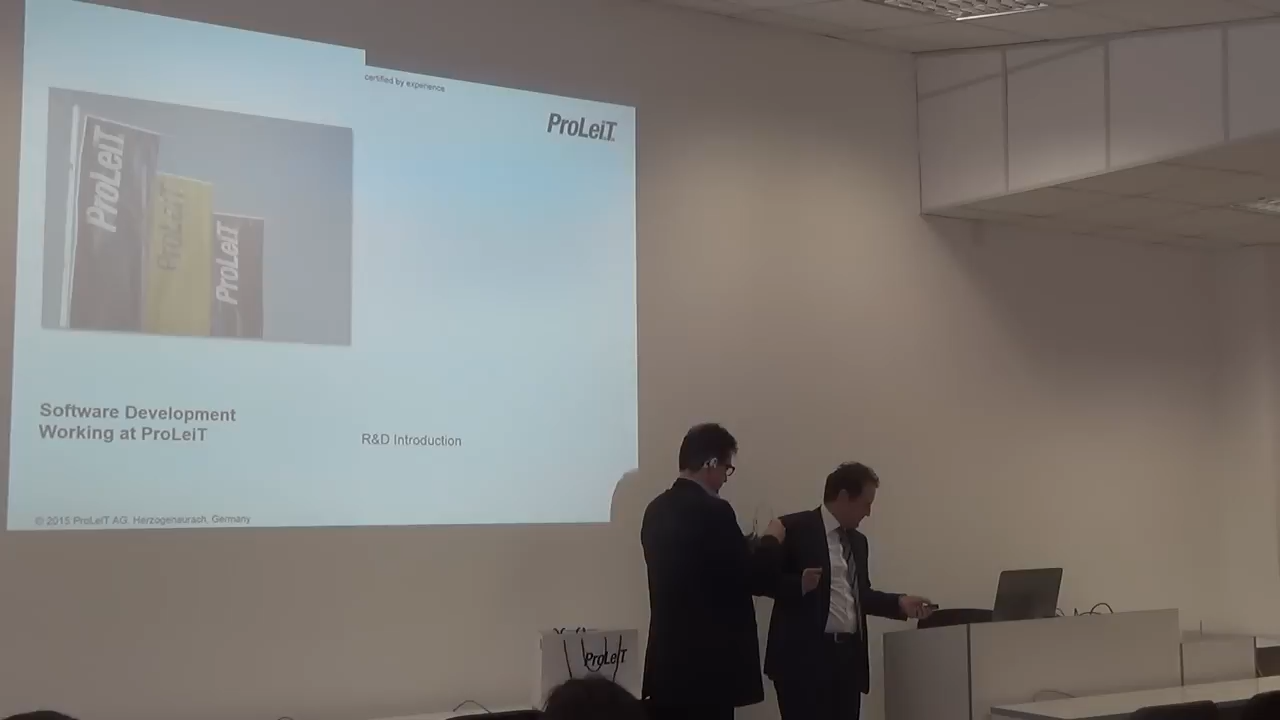 certified by experience
ProLeiT
ProLeiT
ProLeiT
ProLeiT
Software Development
Working at ProLeiT
R&D Introduction
© 2015 ProLeiT AG, Herzogenaurach, Germany
ProLeiT